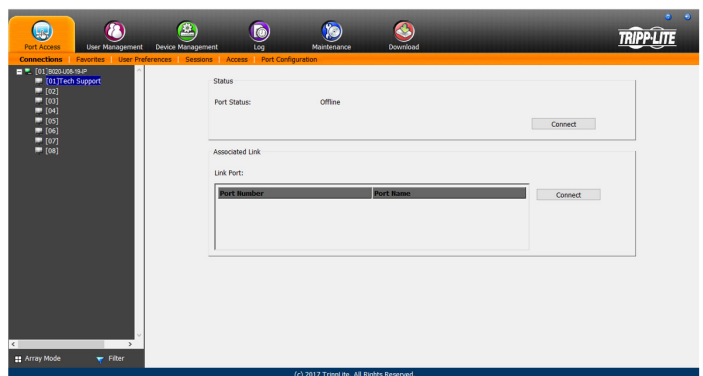 Port Access User Management Device Management Log Maintenance Download
TRIPP·LITE
Connections Favorites User Preferences Sessions Access Port Configuration
[01]B020-U08-19-IP
[01]Tech Support
[02]
[03]
[04]
[05]
[06]
[07]
[08]
Status
Port Status: Offline
Connect
Associated Link
Link Port:
Port Number Port Name
Connect
Array Mode Filter
(c) 2017 TrippLite. All Rights Reserved.